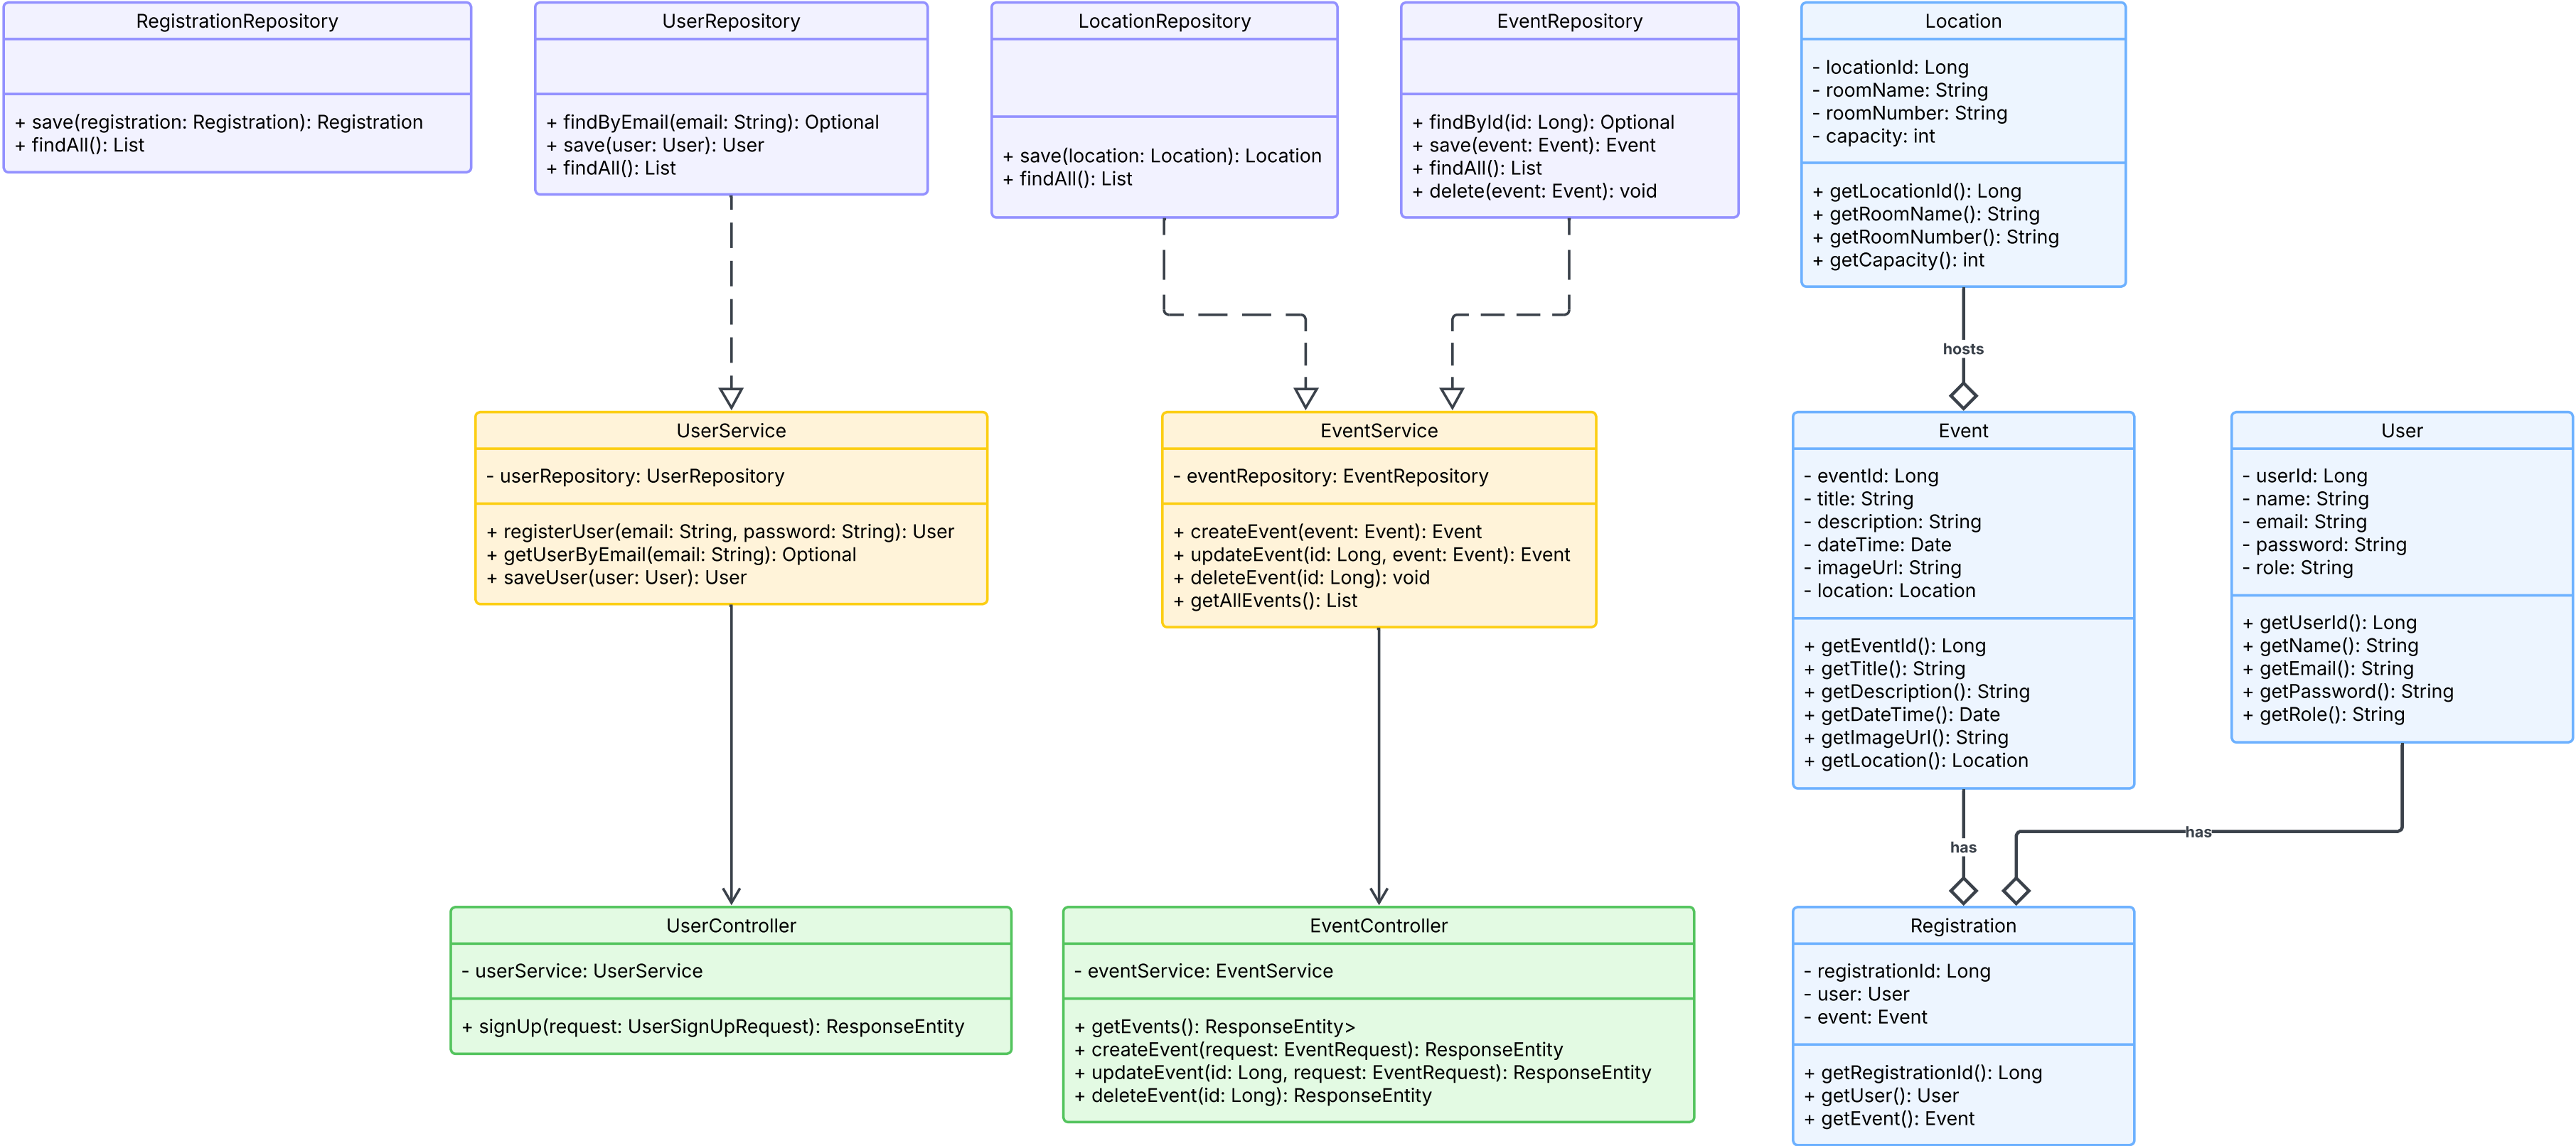 RegistrationRepository
+ save(registration: Registration): Registration
+ findAll(): List
UserRepository
+ findByEmail(email: String): Optional
+ save(user: User): User
+ findAll(): List
LocationRepository
+ save(location: Location): Location
+ findAll(): List
EventRepository
+ findById(id: Long): Optional
+ save(event: Event): Event
+ findAll(): List
+ delete(event: Event): void
Location
- locationId: Long
- roomName: String
- roomNumber: String
- capacity: int
+ getLocationId(): Long
+ getRoomName(): String
+ getRoomNumber(): String
+ getCapacity(): int
hosts
UserService
- userRepository: UserRepository
+ registerUser(email: String, password: String): User
+ getUserByEmail(email: String): Optional
+ saveUser(user: User): User
EventService
- eventRepository: EventRepository
+ createEvent(event: Event): Event
+ updateEvent(id: Long, event: Event): Event
+ deleteEvent(id: Long): void
+ getAllEvents(): List
Event
- eventId: Long
- title: String
- description: String
- dateTime: Date
- imageUrl: String
- location: Location
+ getEventId(): Long
+ getTitle(): String
+ getDescription(): String
+ getDateTime(): Date
+ getImageUrl(): String
+ getLocation(): Location
User
- userId: Long
- name: String
- email: String
- password: String
- role: String
+ getUserId(): Long
+ getName(): String
+ getEmail(): String
+ getPassword(): String
+ getRole(): String
has
has
UserController
- userService: UserService
+ signUp(request: UserSignUpRequest): ResponseEntity
EventController
- eventService: EventService
+ getEvents(): ResponseEntity>
+ createEvent(request: EventRequest): ResponseEntity
+ updateEvent(id: Long, request: EventRequest): ResponseEntity
+ deleteEvent(id: Long): ResponseEntity
Registration
- registrationId: Long
- user: User
- event: Event
+ getRegistrationId(): Long
+ getUser(): User
+ getEvent(): Event